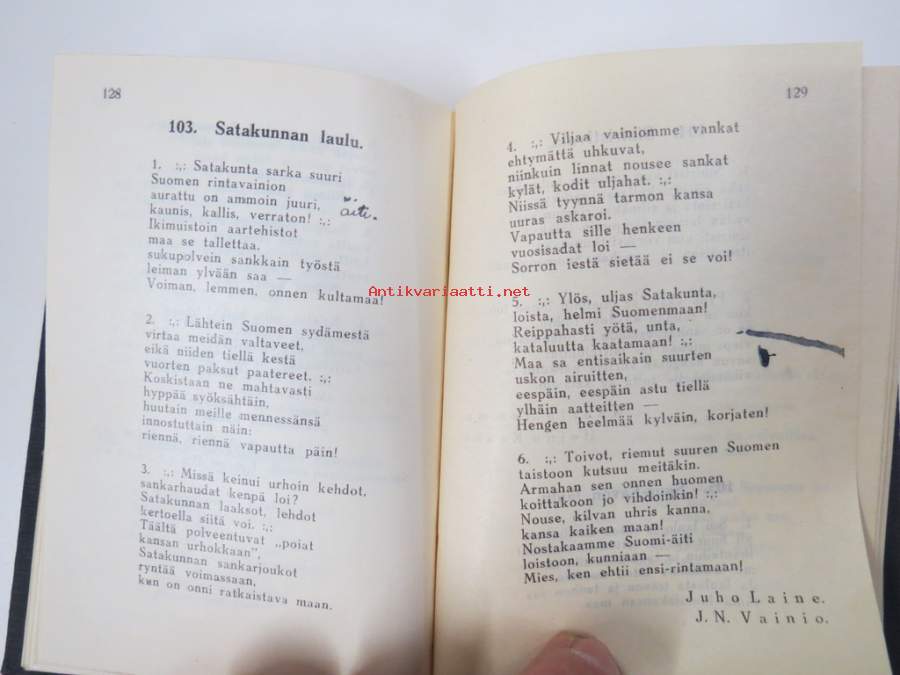 128
103. Satakunnan laulu.
1. :,: Satakunta sarka suuri
Suomen rintavainion
aurattu on ammoin juuri,
kaunis, kallis, verraton! :,:
äiti.
Ikimuistoin aartehistot
maa se tallettaa,
sukupolvein sankkain työstä
leiman ylvään saa —
Voiman, lemmen, onnen kultamaa!
2. :,: Lähtein Suomen sydämestä
virtaa meidän valtaveet,
eikä niiden tiellä kestä
vuorten paksut paatereet. :,:
Koskistaan ne mahtavasti
hyppää syöksähtäin,
huutain meille mennessänsä
innostuttain näin:
riennä, riennä vapautta päin!
3. :,: Missä keinui urhoin kehdot,
sankarhaudat kenpä loi?
Satakunnan laaksot, lehdot
kertoella siitä voi. :,:
Täältä polveentuvat „poiat
kansan urhokkaan”,
Satakunnan sankarjoukot
ryntää voimassaan,
kun on onni ratkaistava maan.
129
4. :,: Viljaa vainiomme vankat
ehtymättä uhkuvat,
niinkuin linnat nousee sankat
kylät, kodit uljahat. :,:
Niissä tyynnä tarmon kansa
uuras askaroi.
Vapautta sille henkeen
vuosisadat loi —
Sorron iestä sietää ei se voi!
Antikvariaatti.net
5. :,: Ylös, uljas Satakunta,
loista, helmi Suomenmaan!
Reippahasti yötä, unta,
kataluutta kaatamaan! :,:
Maa sa entisaikain suurten
uskon airuitten,
eespäin, eespäin astu tiellä
ylhäin aatteitten —
Hengen heelmää kylväin, korjaten!
6. :,: Toivot, riemut suuren Suomen
taistoon kutsuu meitäkin.
Armahan sen onnen huomen
koittakoon jo vihdoinkin! :,:
Nouse, kilvan uhris kanna,
kansa kaiken maan!
Nostakaamme Suomi-äiti
loistoon, kunniaan —
Mies, ken ehtii ensi-rintamaan!
Juho Laine.
J. N. Vainio.